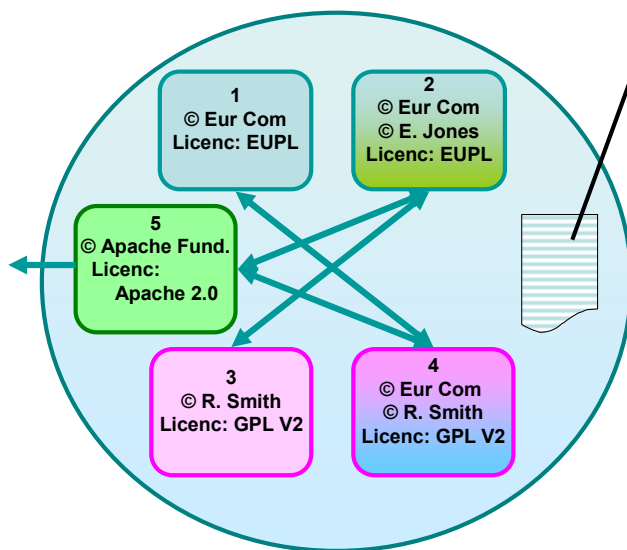 1
© Eur Com
Licenc: EUPL
2
© Eur Com
© E. Jones
Licenc: EUPL
5
© Apache Fund.
Licenc:
Apache 2.0
3
© R. Smith
Licenc: GPL V2
4
© Eur Com
© R. Smith
Licenc: GPL V2